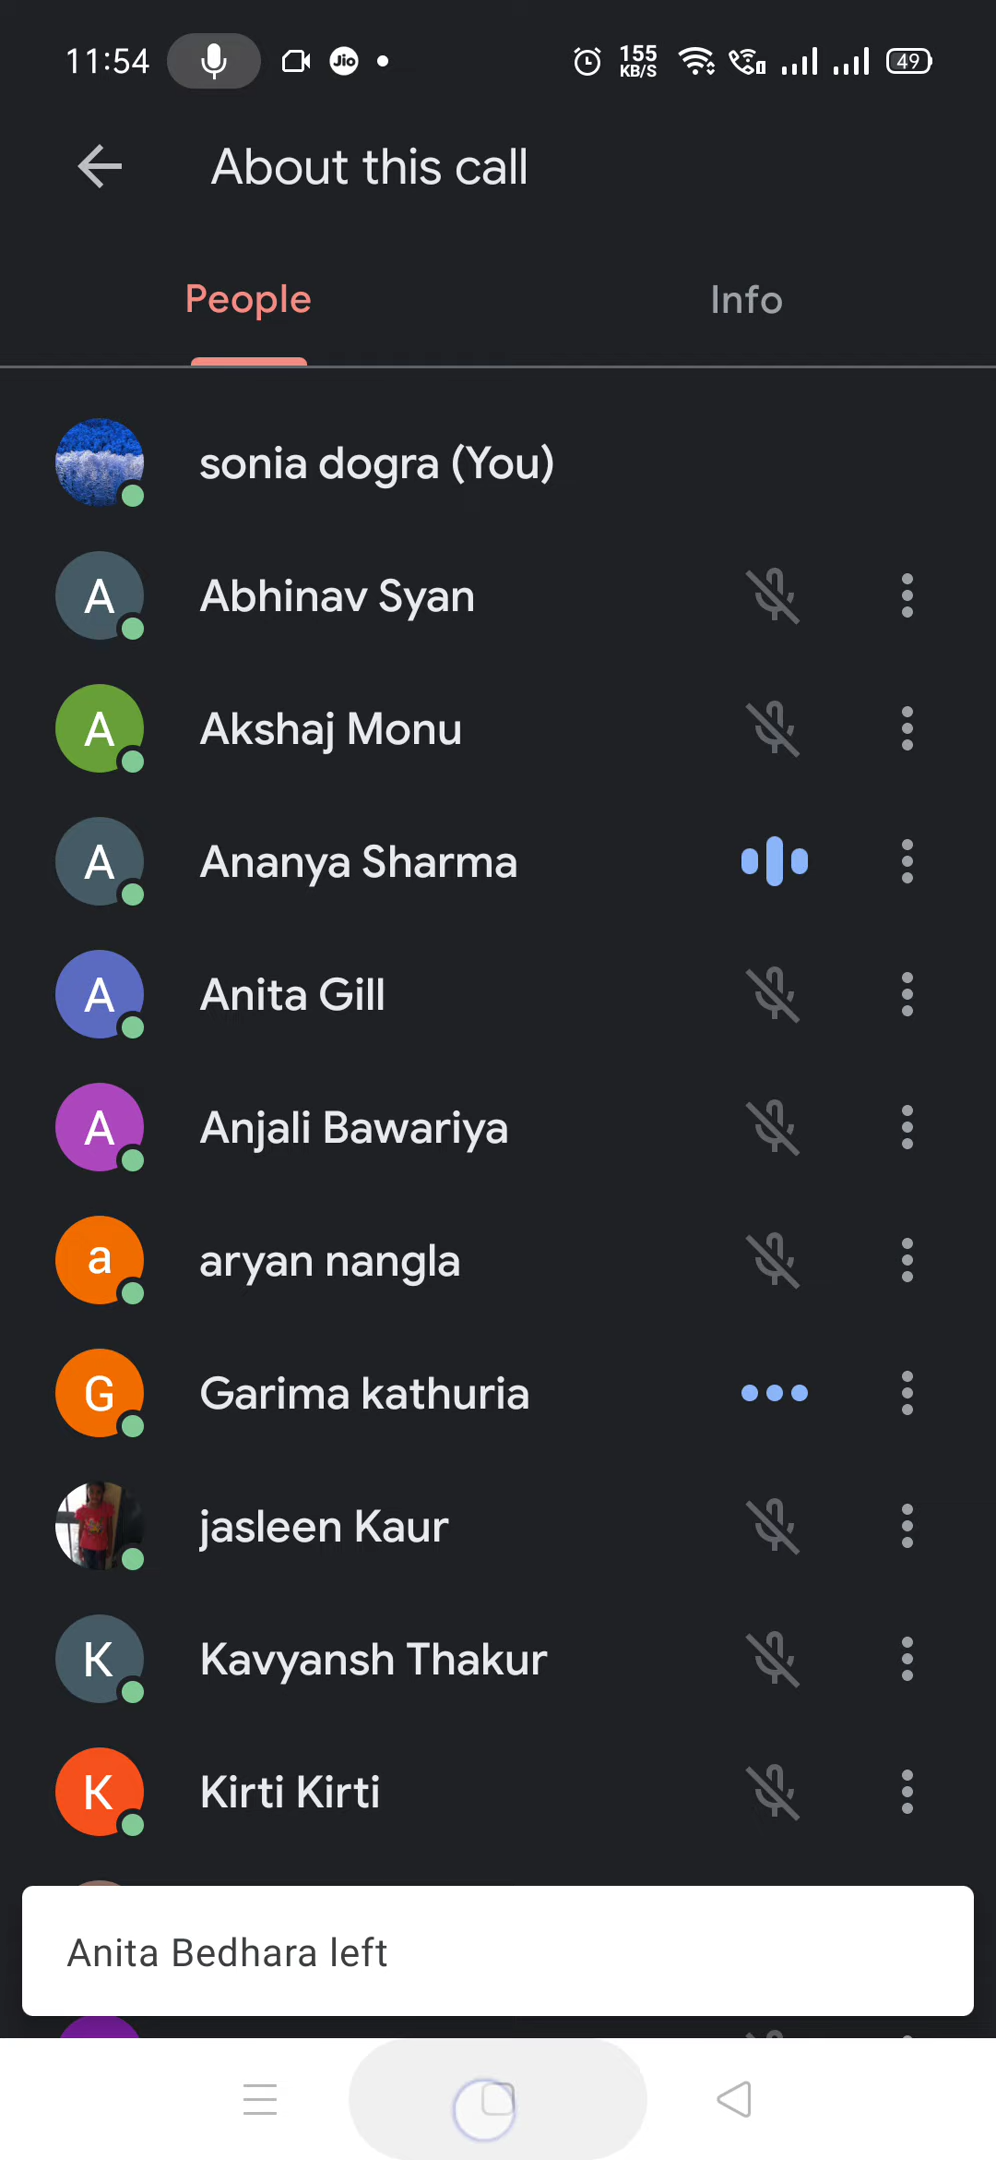 11:54 Jio 155 KB/S 49
About this call
People Info
sonia dogra (You)
A Abhinav Syan
A Akshaj Monu
A Ananya Sharma
A Anita Gill
A Anjali Bawariya
a aryan nangla
G Garima kathuria
jasleen Kaur
K Kavyansh Thakur
K Kirti Kirti
Anita Bedhara left